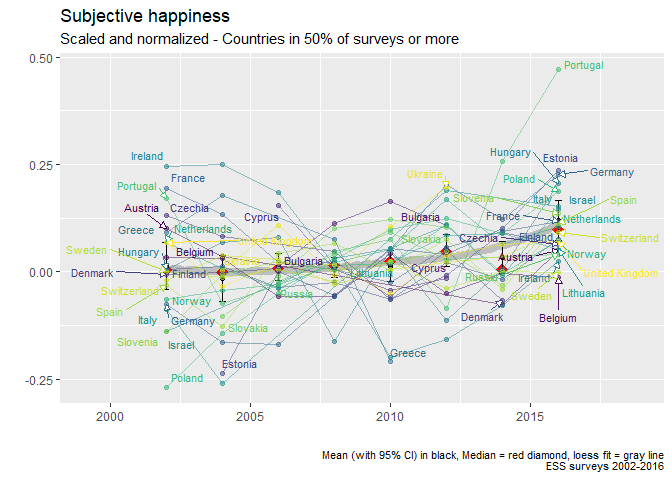 Subjective happiness
Scaled and normalized - Countries in 50% of surveys or more
0.50
Portugal
Ireland
Hungary
Estonia
0.25
France
Ukraine
Germany
Portugal
Poland
Slovenia
Italy
Israel
Spain
Austria
Czechia
Cyprus
Bulgaria
France
Netherlands
Greece
Netherlands
Sweden
Slovakia
Czechia
Finland
Switzerland
Hungary
Belgium
United Kingdom
Norway
Austria
Denmark
Finland
Bulgaria
Lithuania
Cyprus
Russia
Ireland
United Kingdom
0.00
Switzerland
Norway
Russia
Sweden
Lithuania
Spain
Italy
Germany
Slovakia
Denmark
Belgium
Slovenia
Israel
Greece
Estonia
Poland
-0.25
2000
2005
2010
2015
Mean (with 95% CI) in black, Median = red diamond, loess fit = gray line
ESS surveys 2002-2016